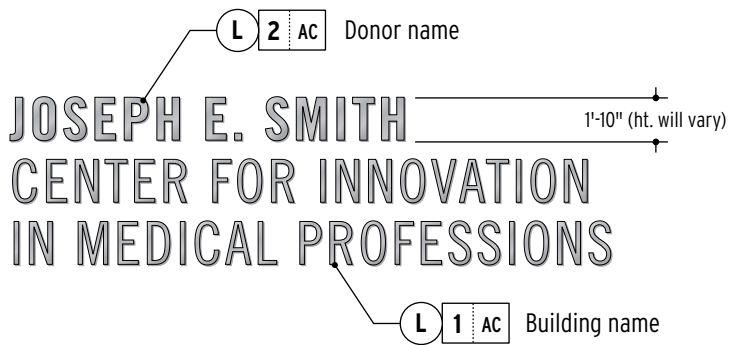 L 2 AC Donor name
JOSEPH E. SMITH
1'-10" (ht. will vary)
CENTER FOR INNOVATION
IN MEDICAL PROFESSIONS
L 1 AC Building name